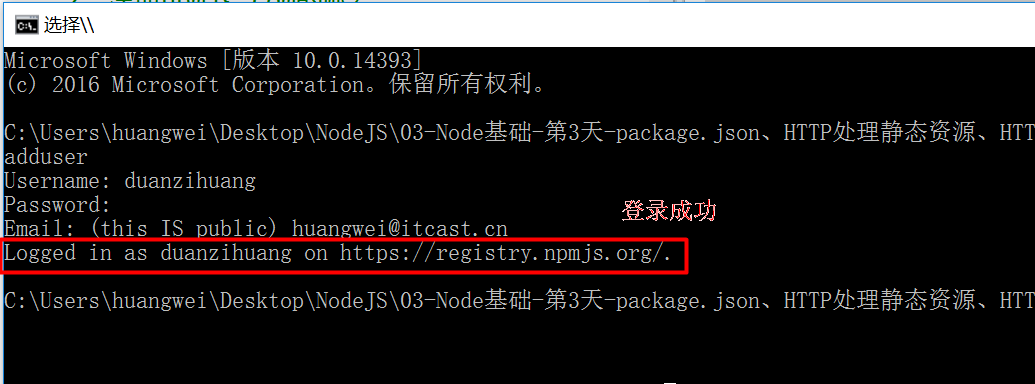 选择\\
Microsoft Windows [版本 10.0.14393]
(c) 2016 Microsoft Corporation。保留所有权利。
C:\Users\huangwei\Desktop\NodeJS\03-Node基础-第3天-package.json、HTTP处理静态资源、HTT
adduser
Username: duanzihuang
Password:
登录成功
Email: (this IS public) huangwei@itcast.cn
Logged in as duanzihuang on https://registry.npmjs.org/.
C:\Users\huangwei\Desktop\NodeJS\03-Node基础-第3天-package.json、HTTP处理静态资源、HTT